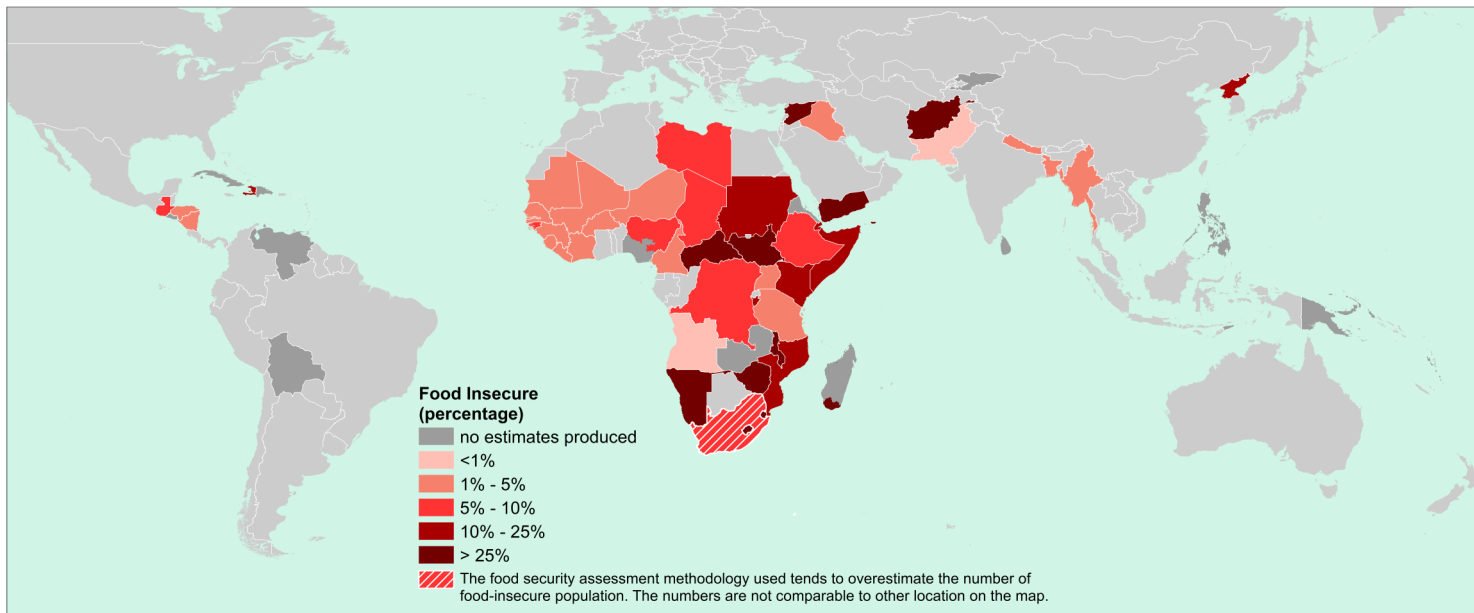 Food Insecure
(percentage)
no estimates produced
<1%
1% - 5%
5% - 10%
10% - 25%
> 25%
The food security assessment methodology used tends to overestimate the number of
food-insecure population. The numbers are not comparable to other location on the map.